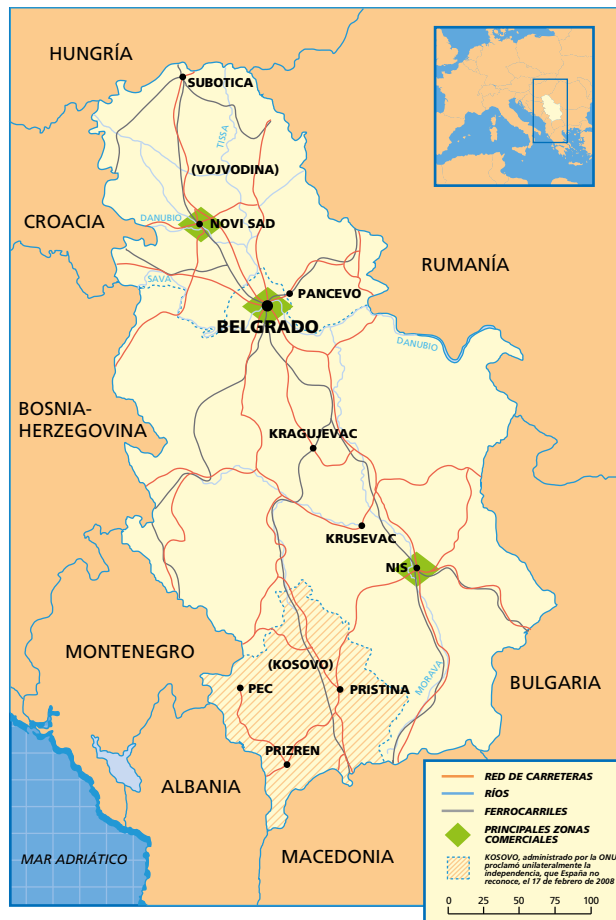 HUNGRÍA
SUBOTICA
TISSA
(VOJVODINA)
CROACIA
DANUBIO
NOVI SAD
RUMANÍA
SAVA
PANCEVO
BELGRADO
DANUBIO
BOSNIA-
HERZEGOVINA
KRAGUJEVAC
KRUSEVAC
NIS
MONTENEGRO
(KOSOVO)
PEC
PRISTINA
MORAVA
BULGARIA
PRIZREN
ALBANIA
MAR ADRIÁTICO
MACEDONIA
RED DE CARRETERAS
RÍOS
FERROCARRILES
PRINCIPALES ZONAS
COMERCIALES
KOSOVO, administrado por la ONU,
proclamó unilateralmente la
independencia, que España no
reconoce, el 17 de febrero de 2008
0 25 50 75 100